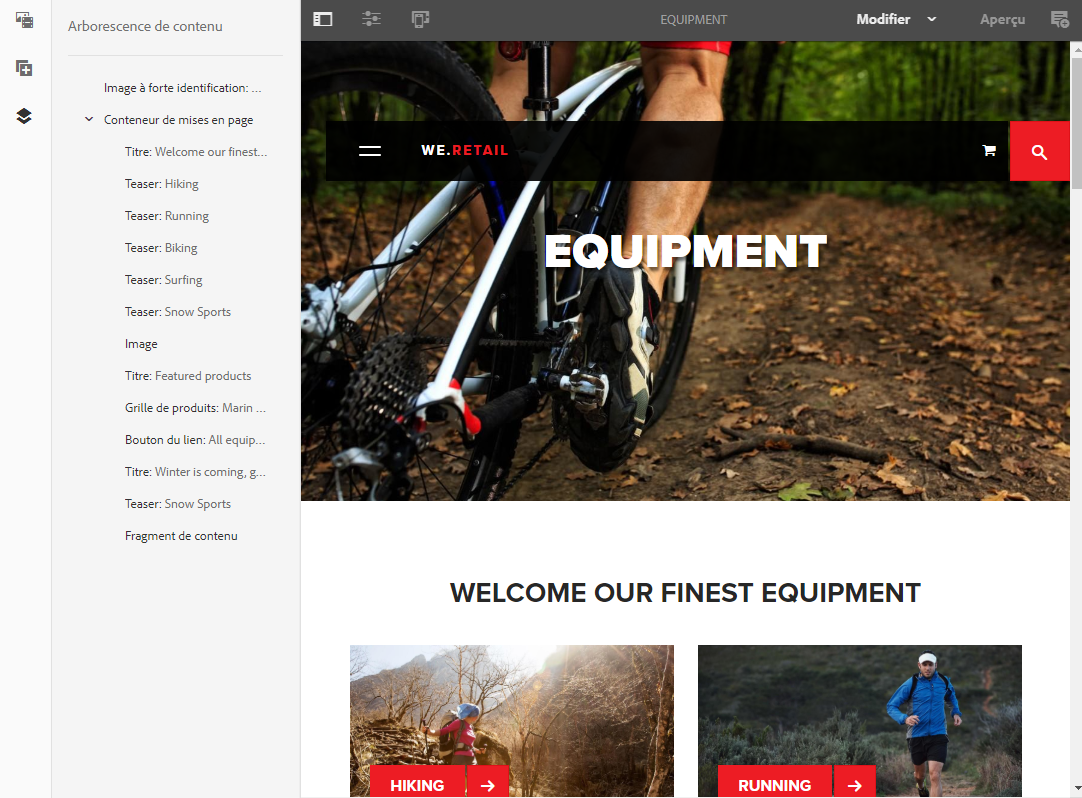 Arborescence de contenu
EQUIPMENT
Modifier
Aperçu
Image à forte identification: ...
Conteneur de mises en page
Titre: Welcome our finest...
Teaser: Hiking
Teaser: Running
Teaser: Biking
Teaser: Surfing
Teaser: Snow Sports
Image
Titre: Featured products
Grille de produits: Marin ...
Bouton du lien: All equip...
Titre: Winter is coming, g...
Teaser: Snow Sports
Fragment de contenu
WE.RETAIL
EQUIPMENT
WELCOME OUR FINEST EQUIPMENT
HIKING
RUNNING